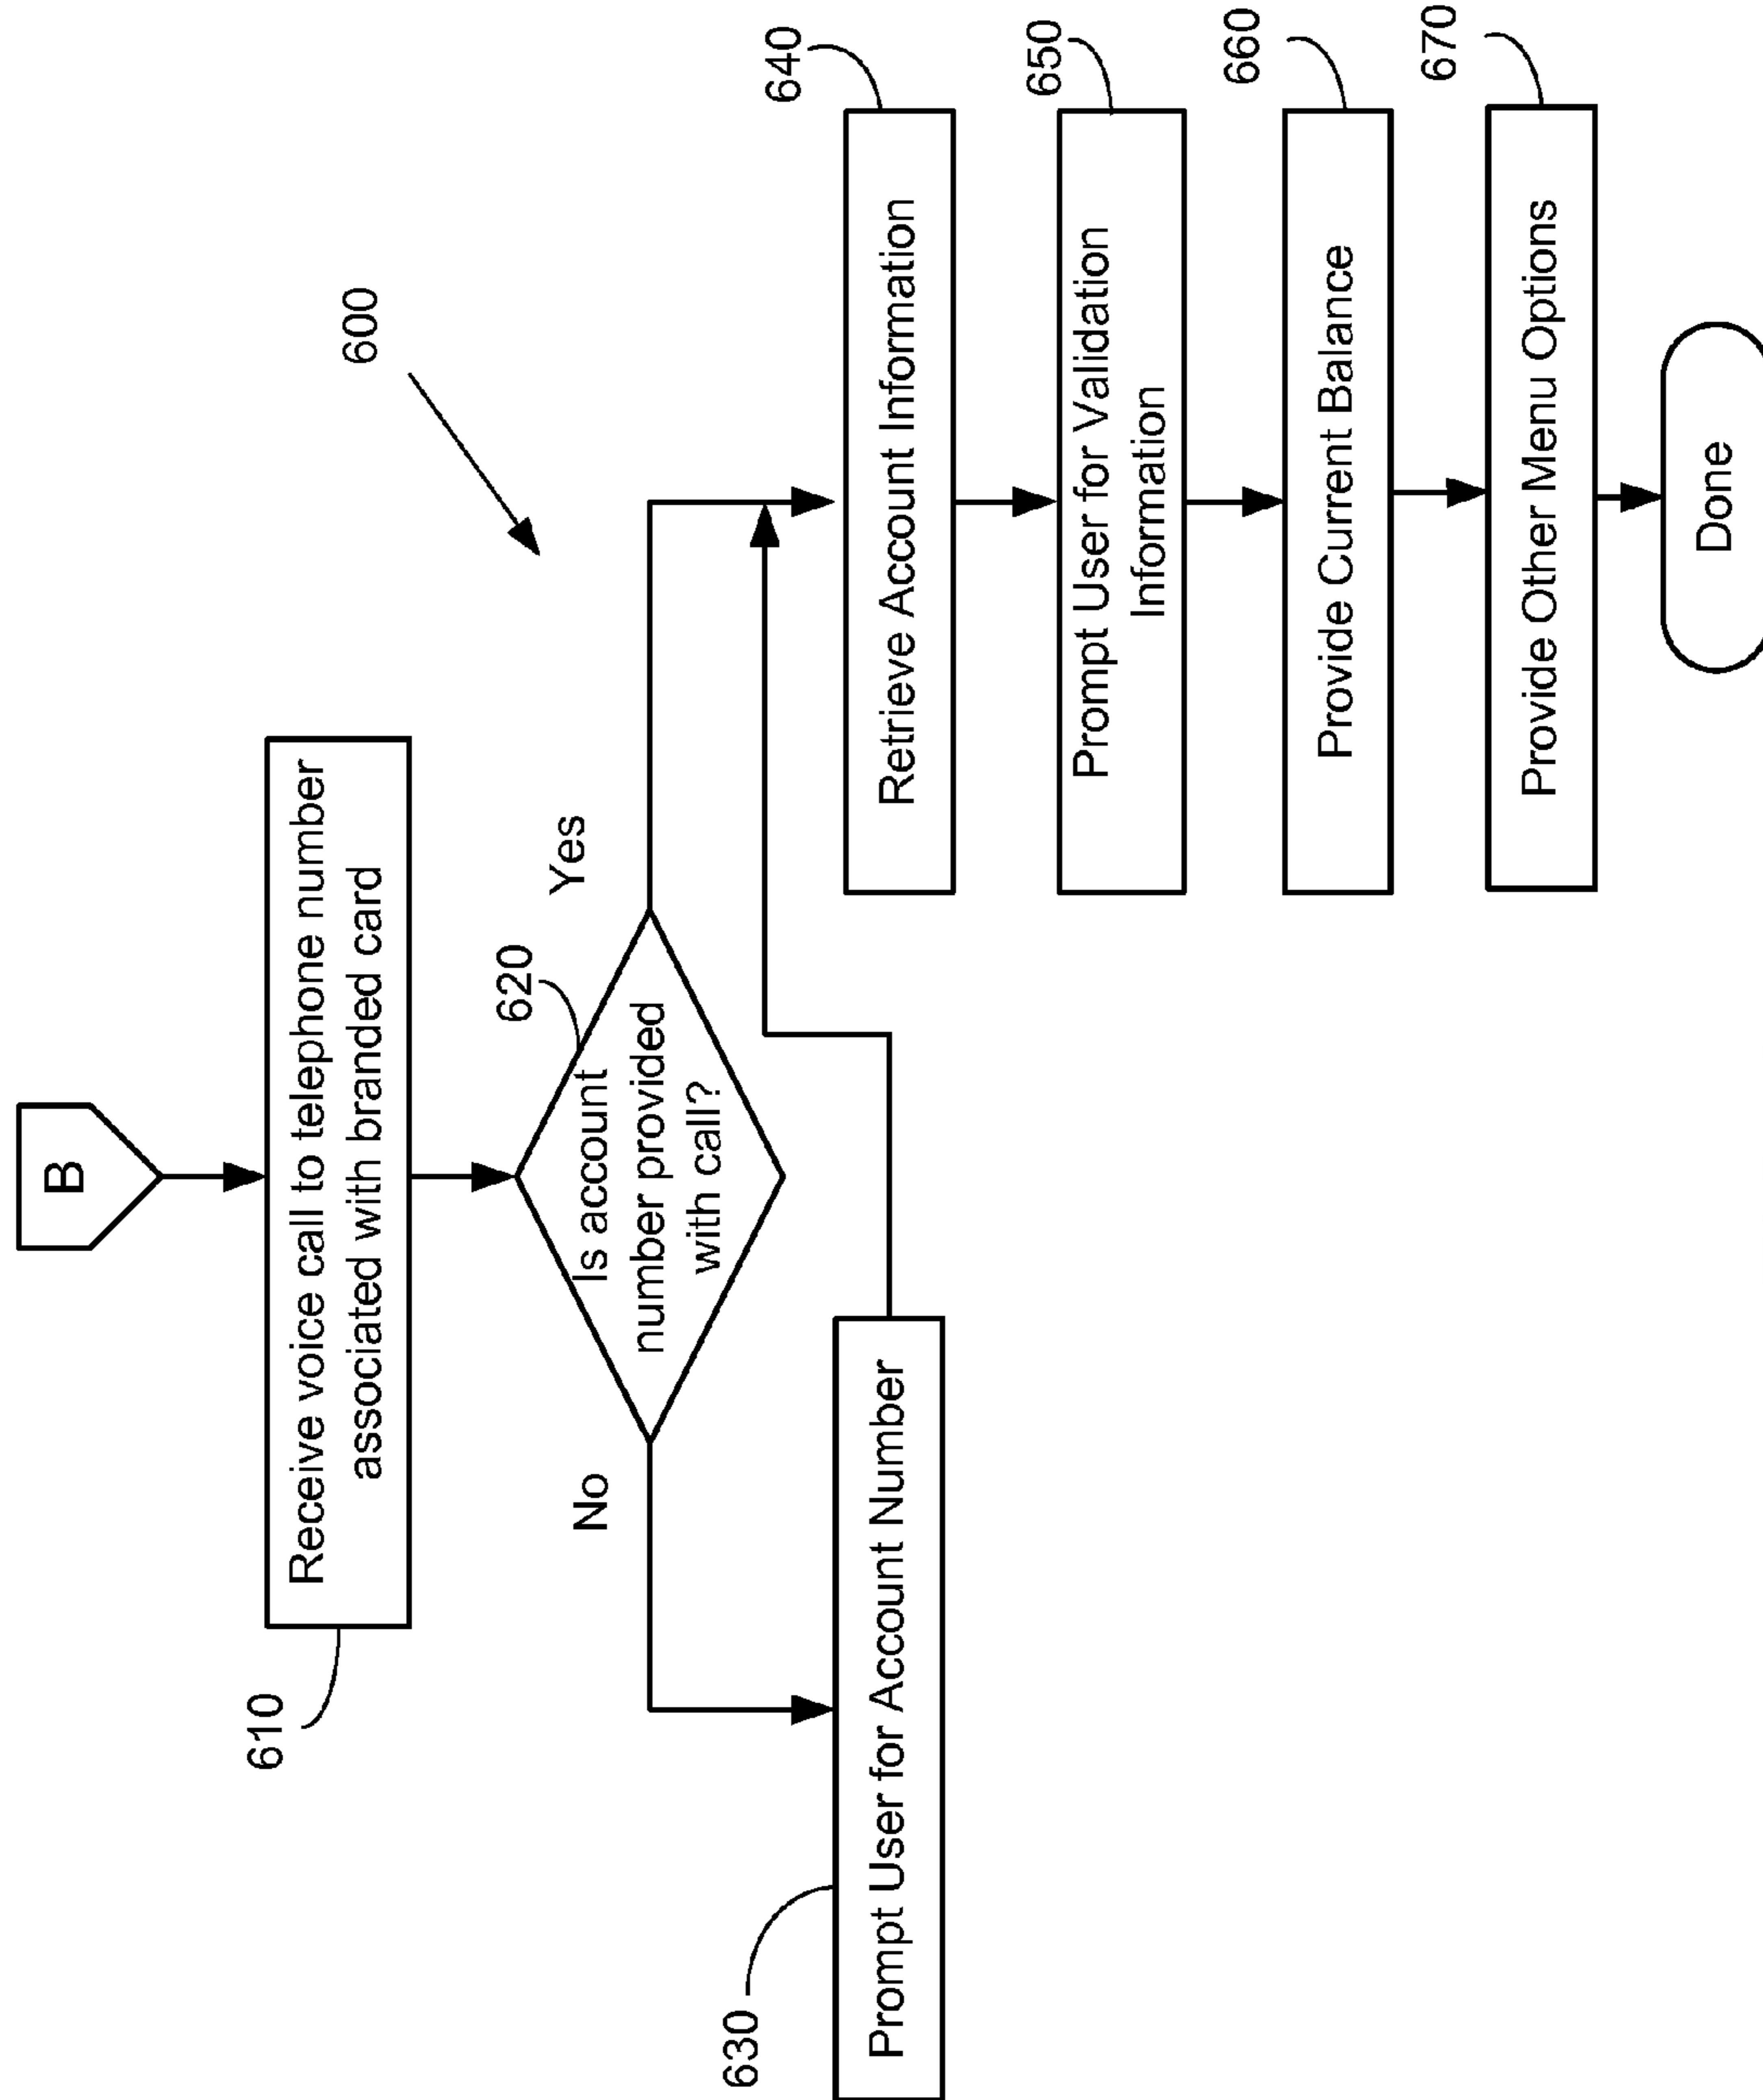 B
610
Receive voice call to telephone number
associated with branded card
600
620
Is account
number provided
with call?
No
Yes
630
Prompt User for Account Number
640
Retrieve Account Information
650
Prompt User for Validation
Information
660
Provide Current Balance
670
Provide Other Menu Options
Done